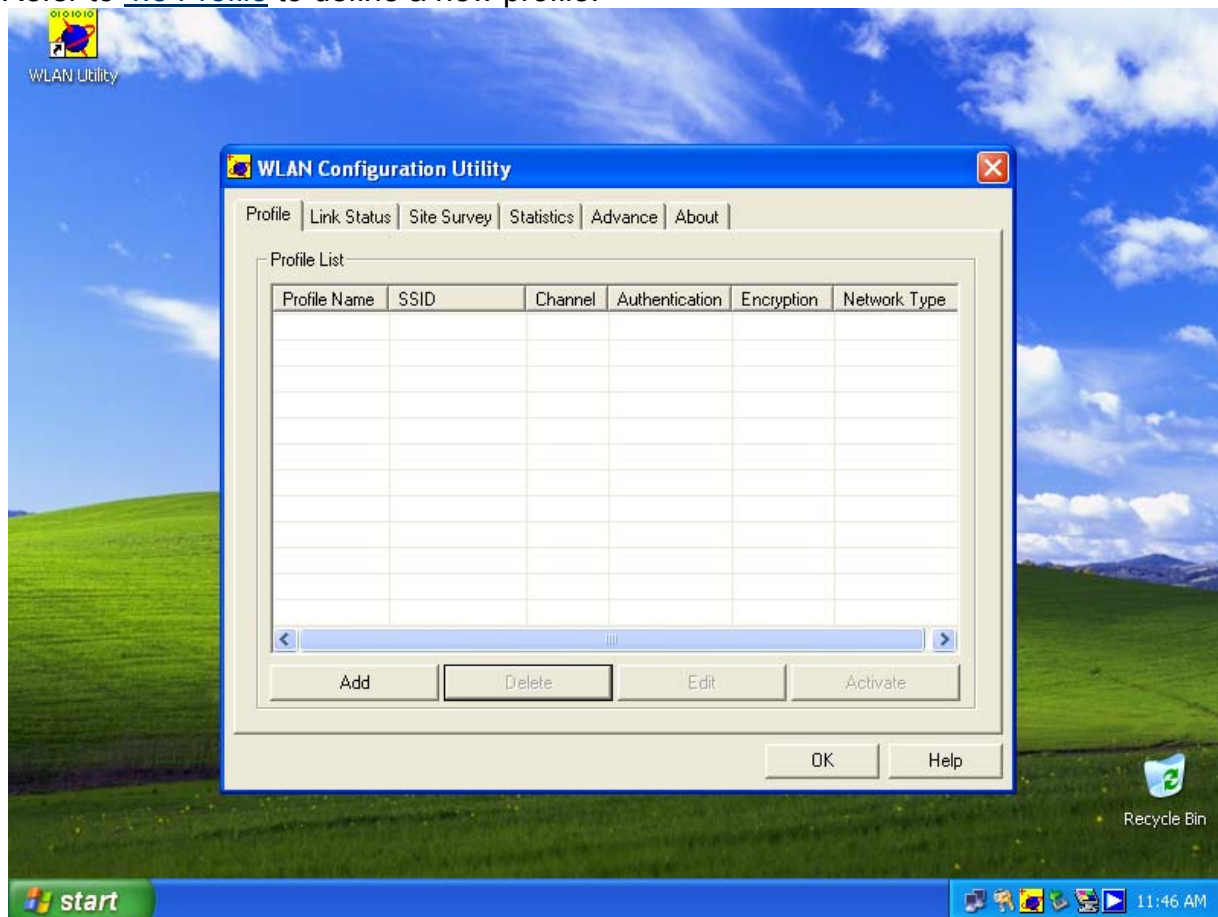 to define a new profile.
0101010
WLAN Utility
WLAN Configuration Utility
Profile Link Status Site Survey Statistics Advance About
Profile List
Profile Name SSID Channel Authentication Encryption Network Type
Add Delete Edit Activate
OK Help
Recycle Bin
start 11:46 AM